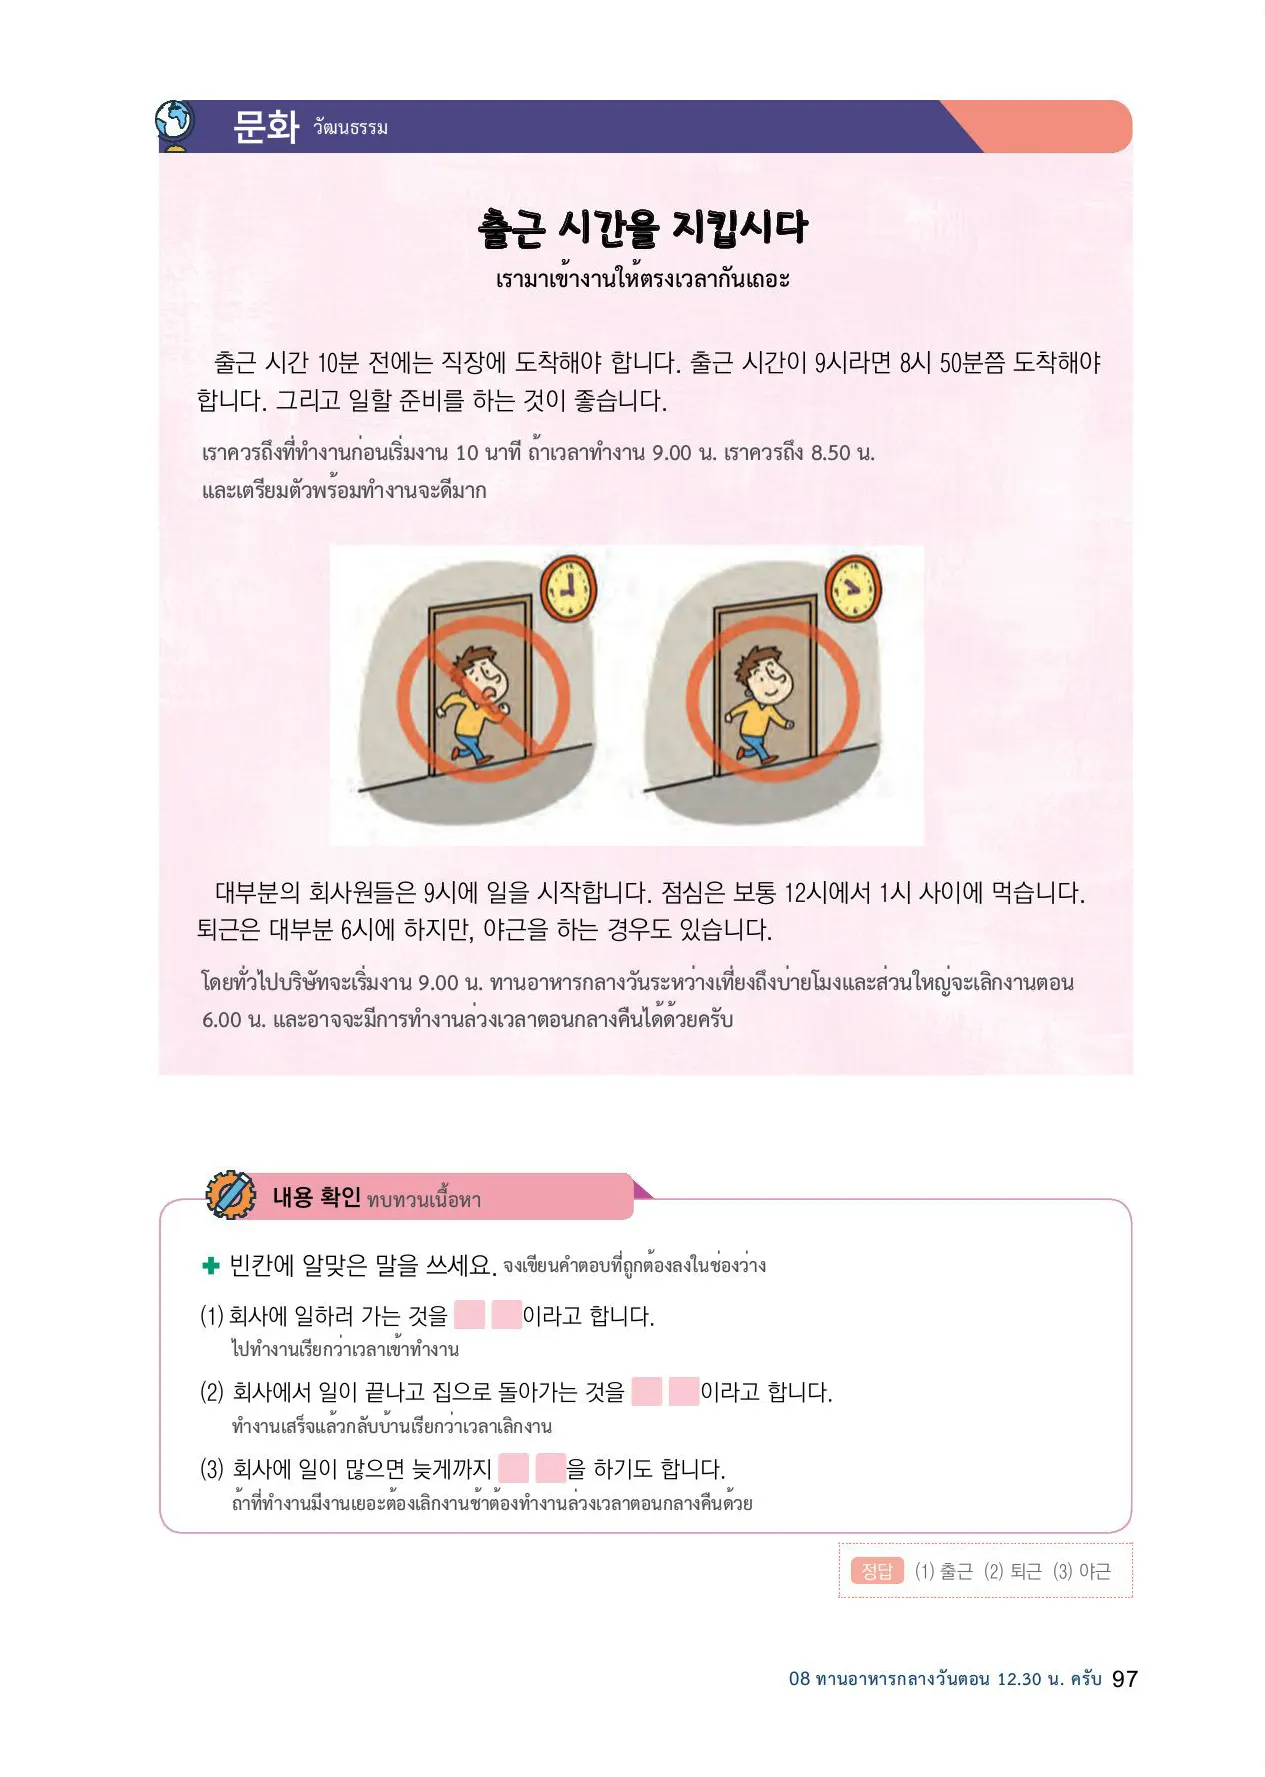 문화 วัฒนธรรม
출근 시간을 지킵시다
เรามาเข้างานให้ตรงเวลากันเถอะ
출근 시간 10분 전에는 직장에 도착해야 합니다. 출근 시간이 9시라면 8시 50분쯤 도착해야
합니다. 그리고 일할 준비를 하는 것이 좋습니다.
เราควรถึงที่ทำงานก่อนเริ่มงาน 10 นาที ถ้าเวลาทำงาน 9.00 น. เราควรถึง 8.50 น.
และเตรียมตัวพร้อมทำงานจะดีมาก
대부분의 회사원들은 9시에 일을 시작합니다. 점심은 보통 12시에서 1시 사이에 먹습니다.
퇴근은 대부분 6시에 하지만, 야근을 하는 경우도 있습니다.
โดยทั่วไปบริษัทจะเริ่มงาน 9.00 น. ทานอาหารกลางวันระหว่างเที่ยงถึงบ่ายโมงและส่วนใหญ่จะเลิกงานตอน
6.00 น. และอาจจะมีการทำงานล่วงเวลาตอนกลางคืนได้ด้วยครับ
내용 확인 ทบทวนเนื้อหา
빈칸에 알맞은 말을 쓰세요. จงเขียนคำตอบที่ถูกต้องลงในช่องว่าง
(1) 회사에 일하러 가는 것을 이라고 합니다.
ไปทำงานเรียกว่าเวลาเข้าทำงาน
(2) 회사에서 일이 끝나고 집으로 돌아가는 것을 이라고 합니다.
ทำงานเสร็จแล้วกลับบ้านเรียกว่าเวลาเลิกงาน
(3) 회사에 일이 많으면 늦게까지 을 하기도 합니다.
ถ้าที่ทำงานมีงานเยอะต้องเลิกงานช้าต้องทำงานล่วงเวลาตอนกลางคืนด้วย
정답 (1) 출근 (2) 퇴근 (3) 야근
08 ทานอาหารกลางวันตอน 12.30 น. ครับ 97